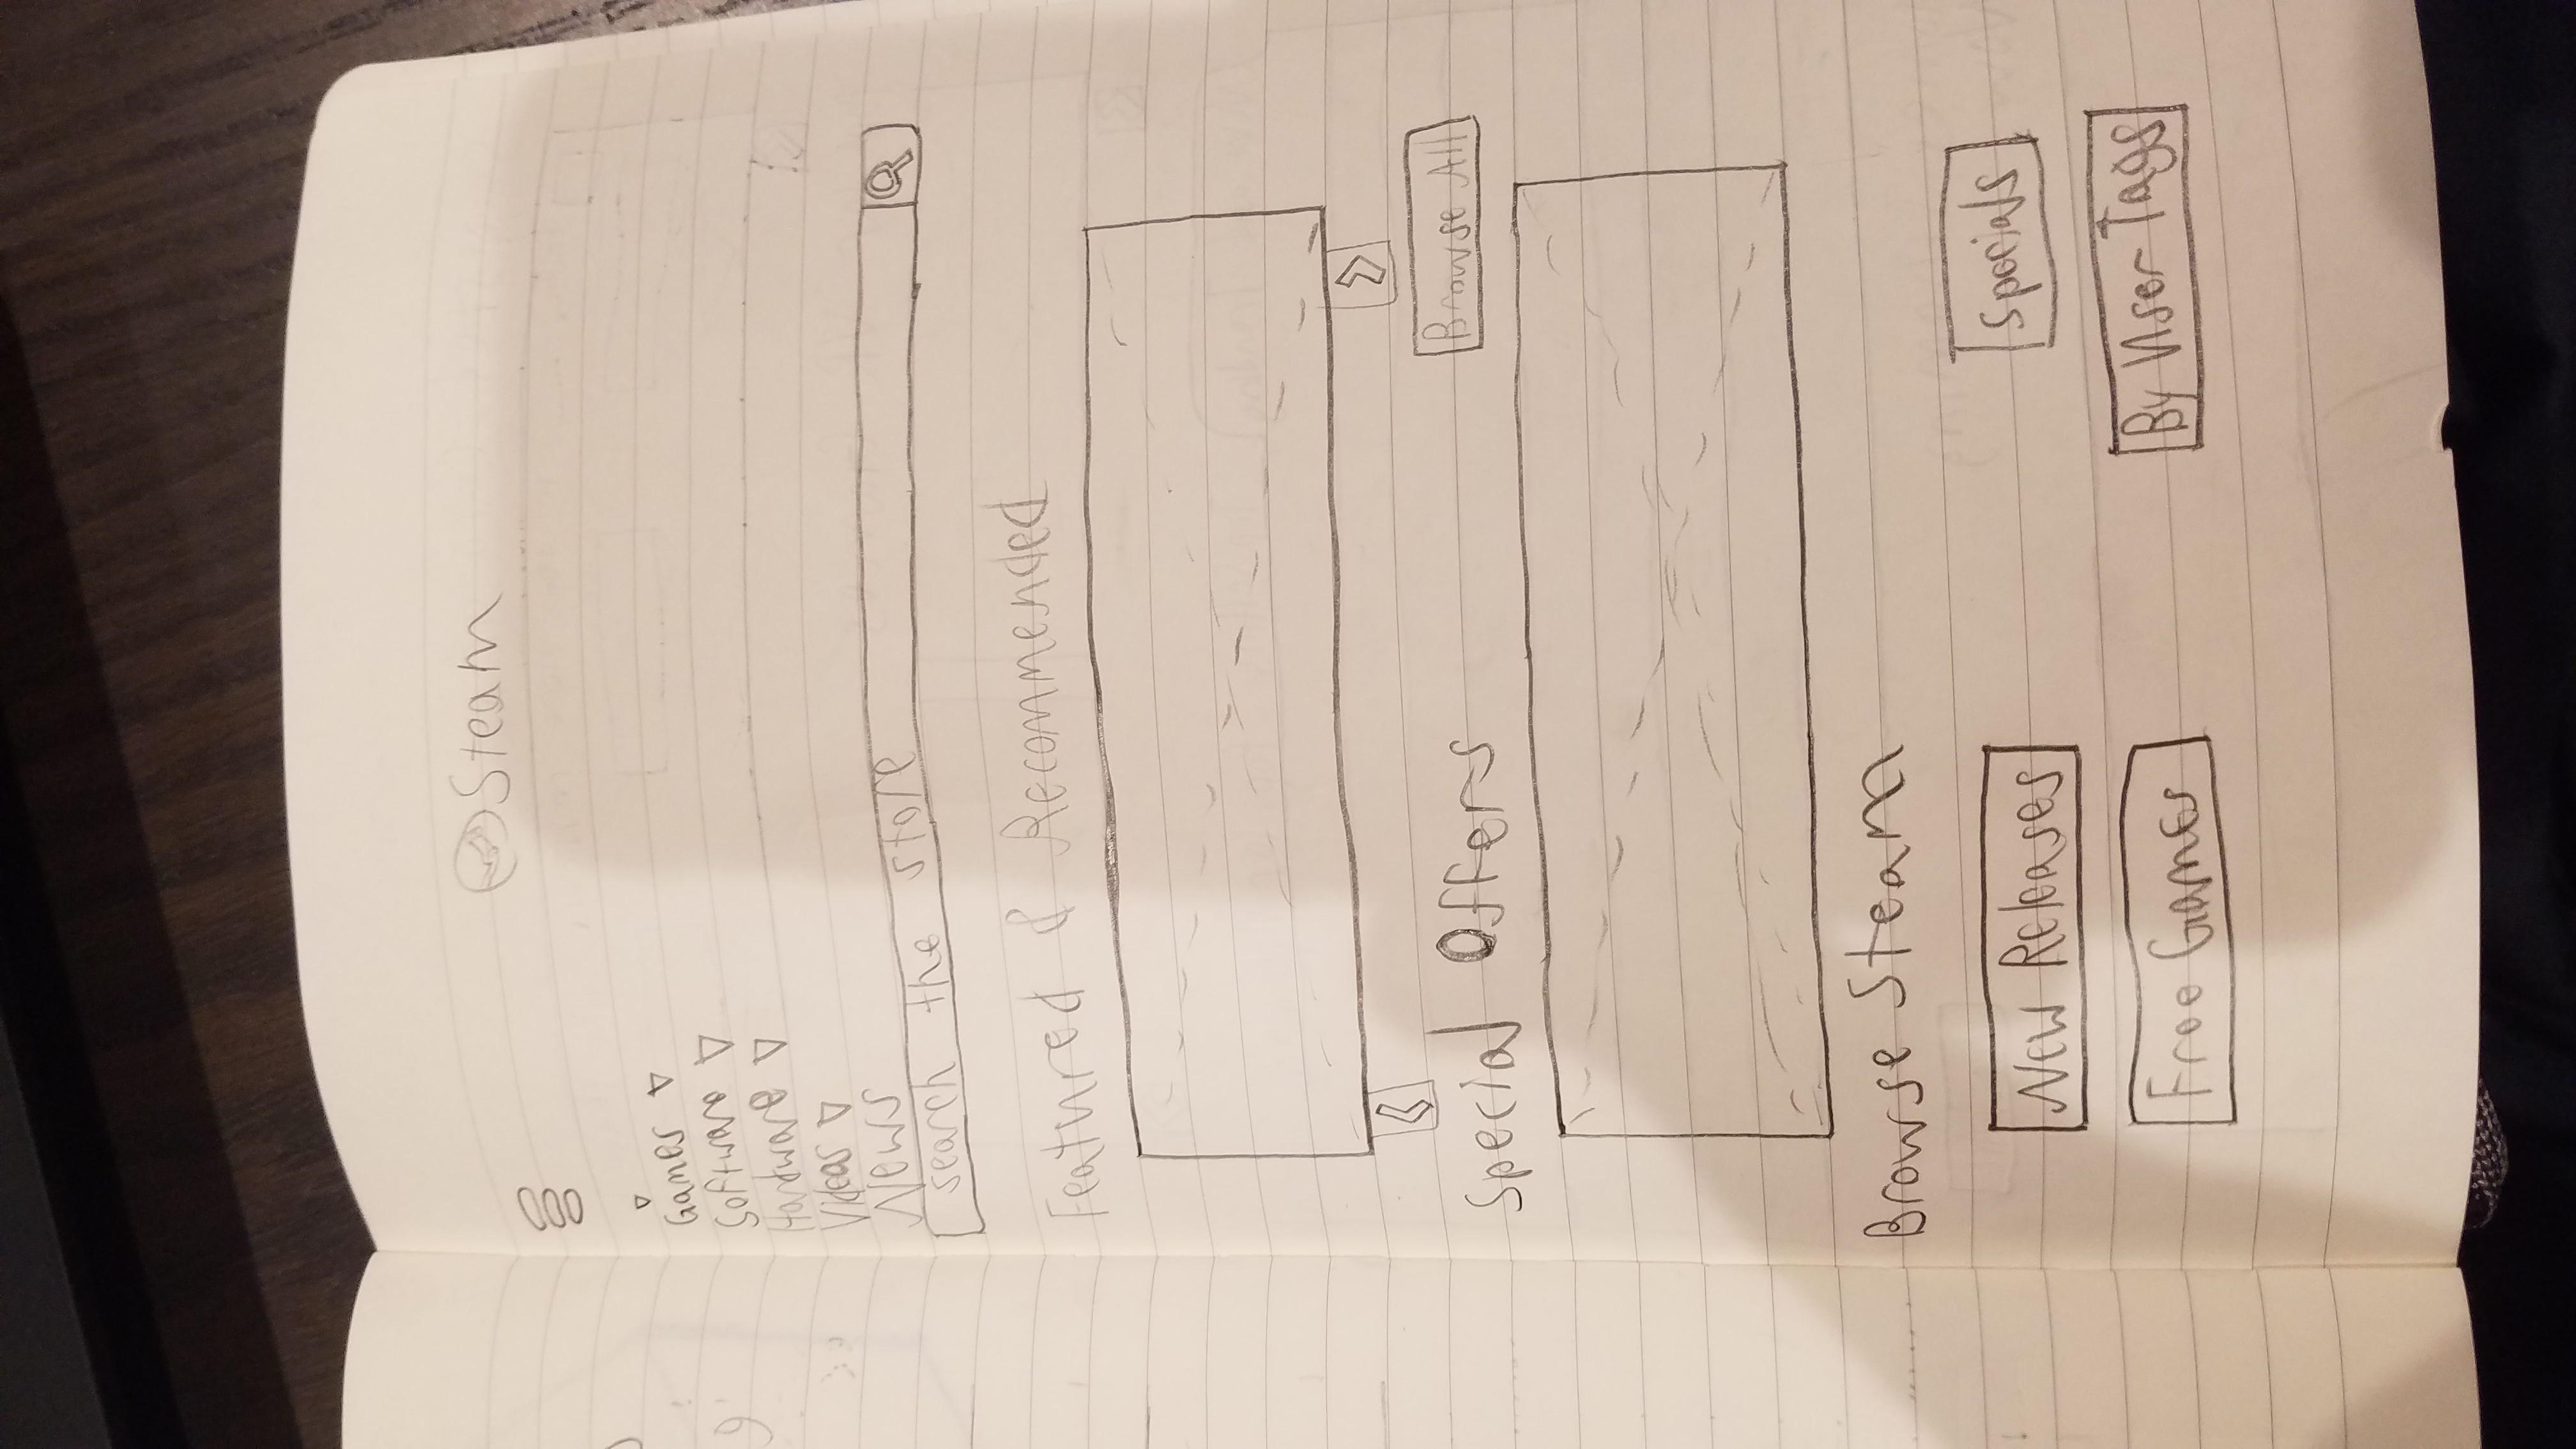 Steam
Games
Software
Hardware
Videos
News
search the store
Featured & Recommended
Special Offers
Browse All
Browse Steam
New Releases
Specials
Free Games
By User Tags